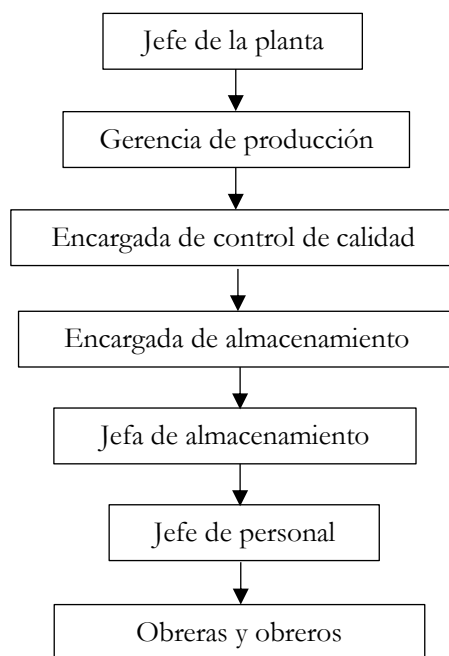 Jefe de la planta
Gerencia de producción
Encargada de control de calidad
Encargada de almacenamiento
Jefa de almacenamiento
Jefe de personal
Obreras y obreros